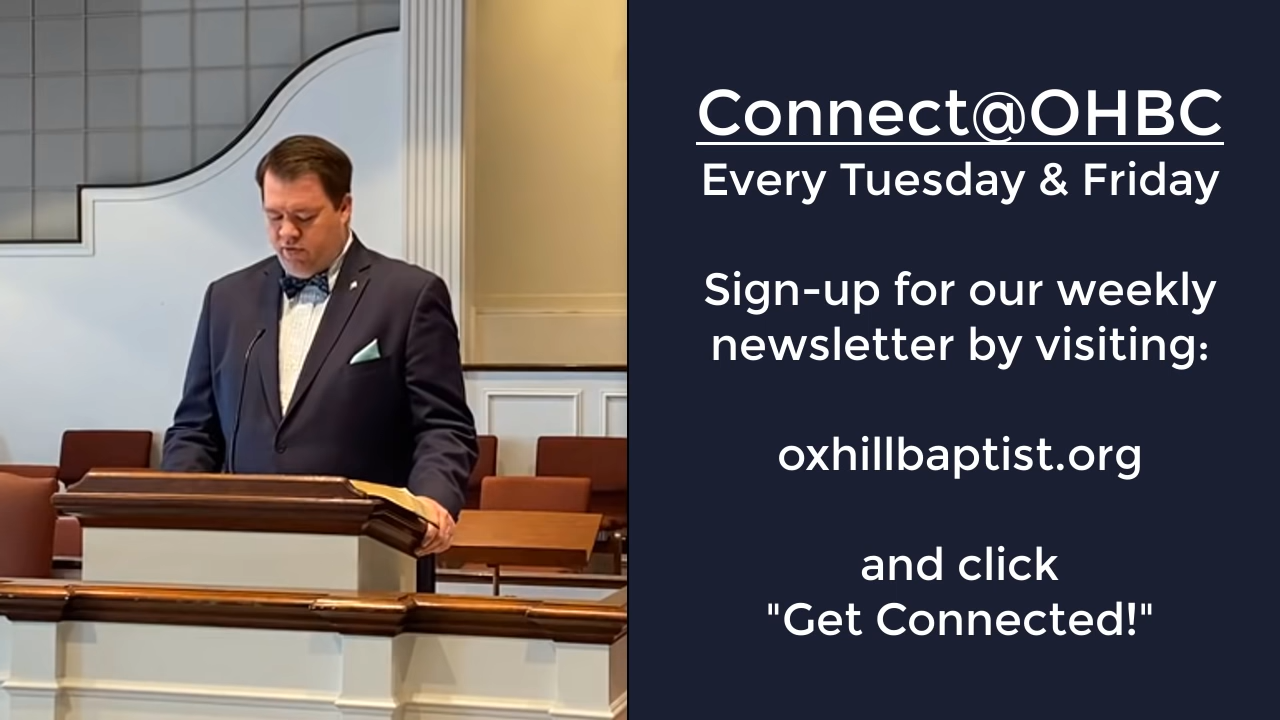 Connect@OHBC
Every Tuesday & Friday
Sign-up for our weekly
newsletter by visiting:
oxhillbaptist.org
and click
"Get Connected!"